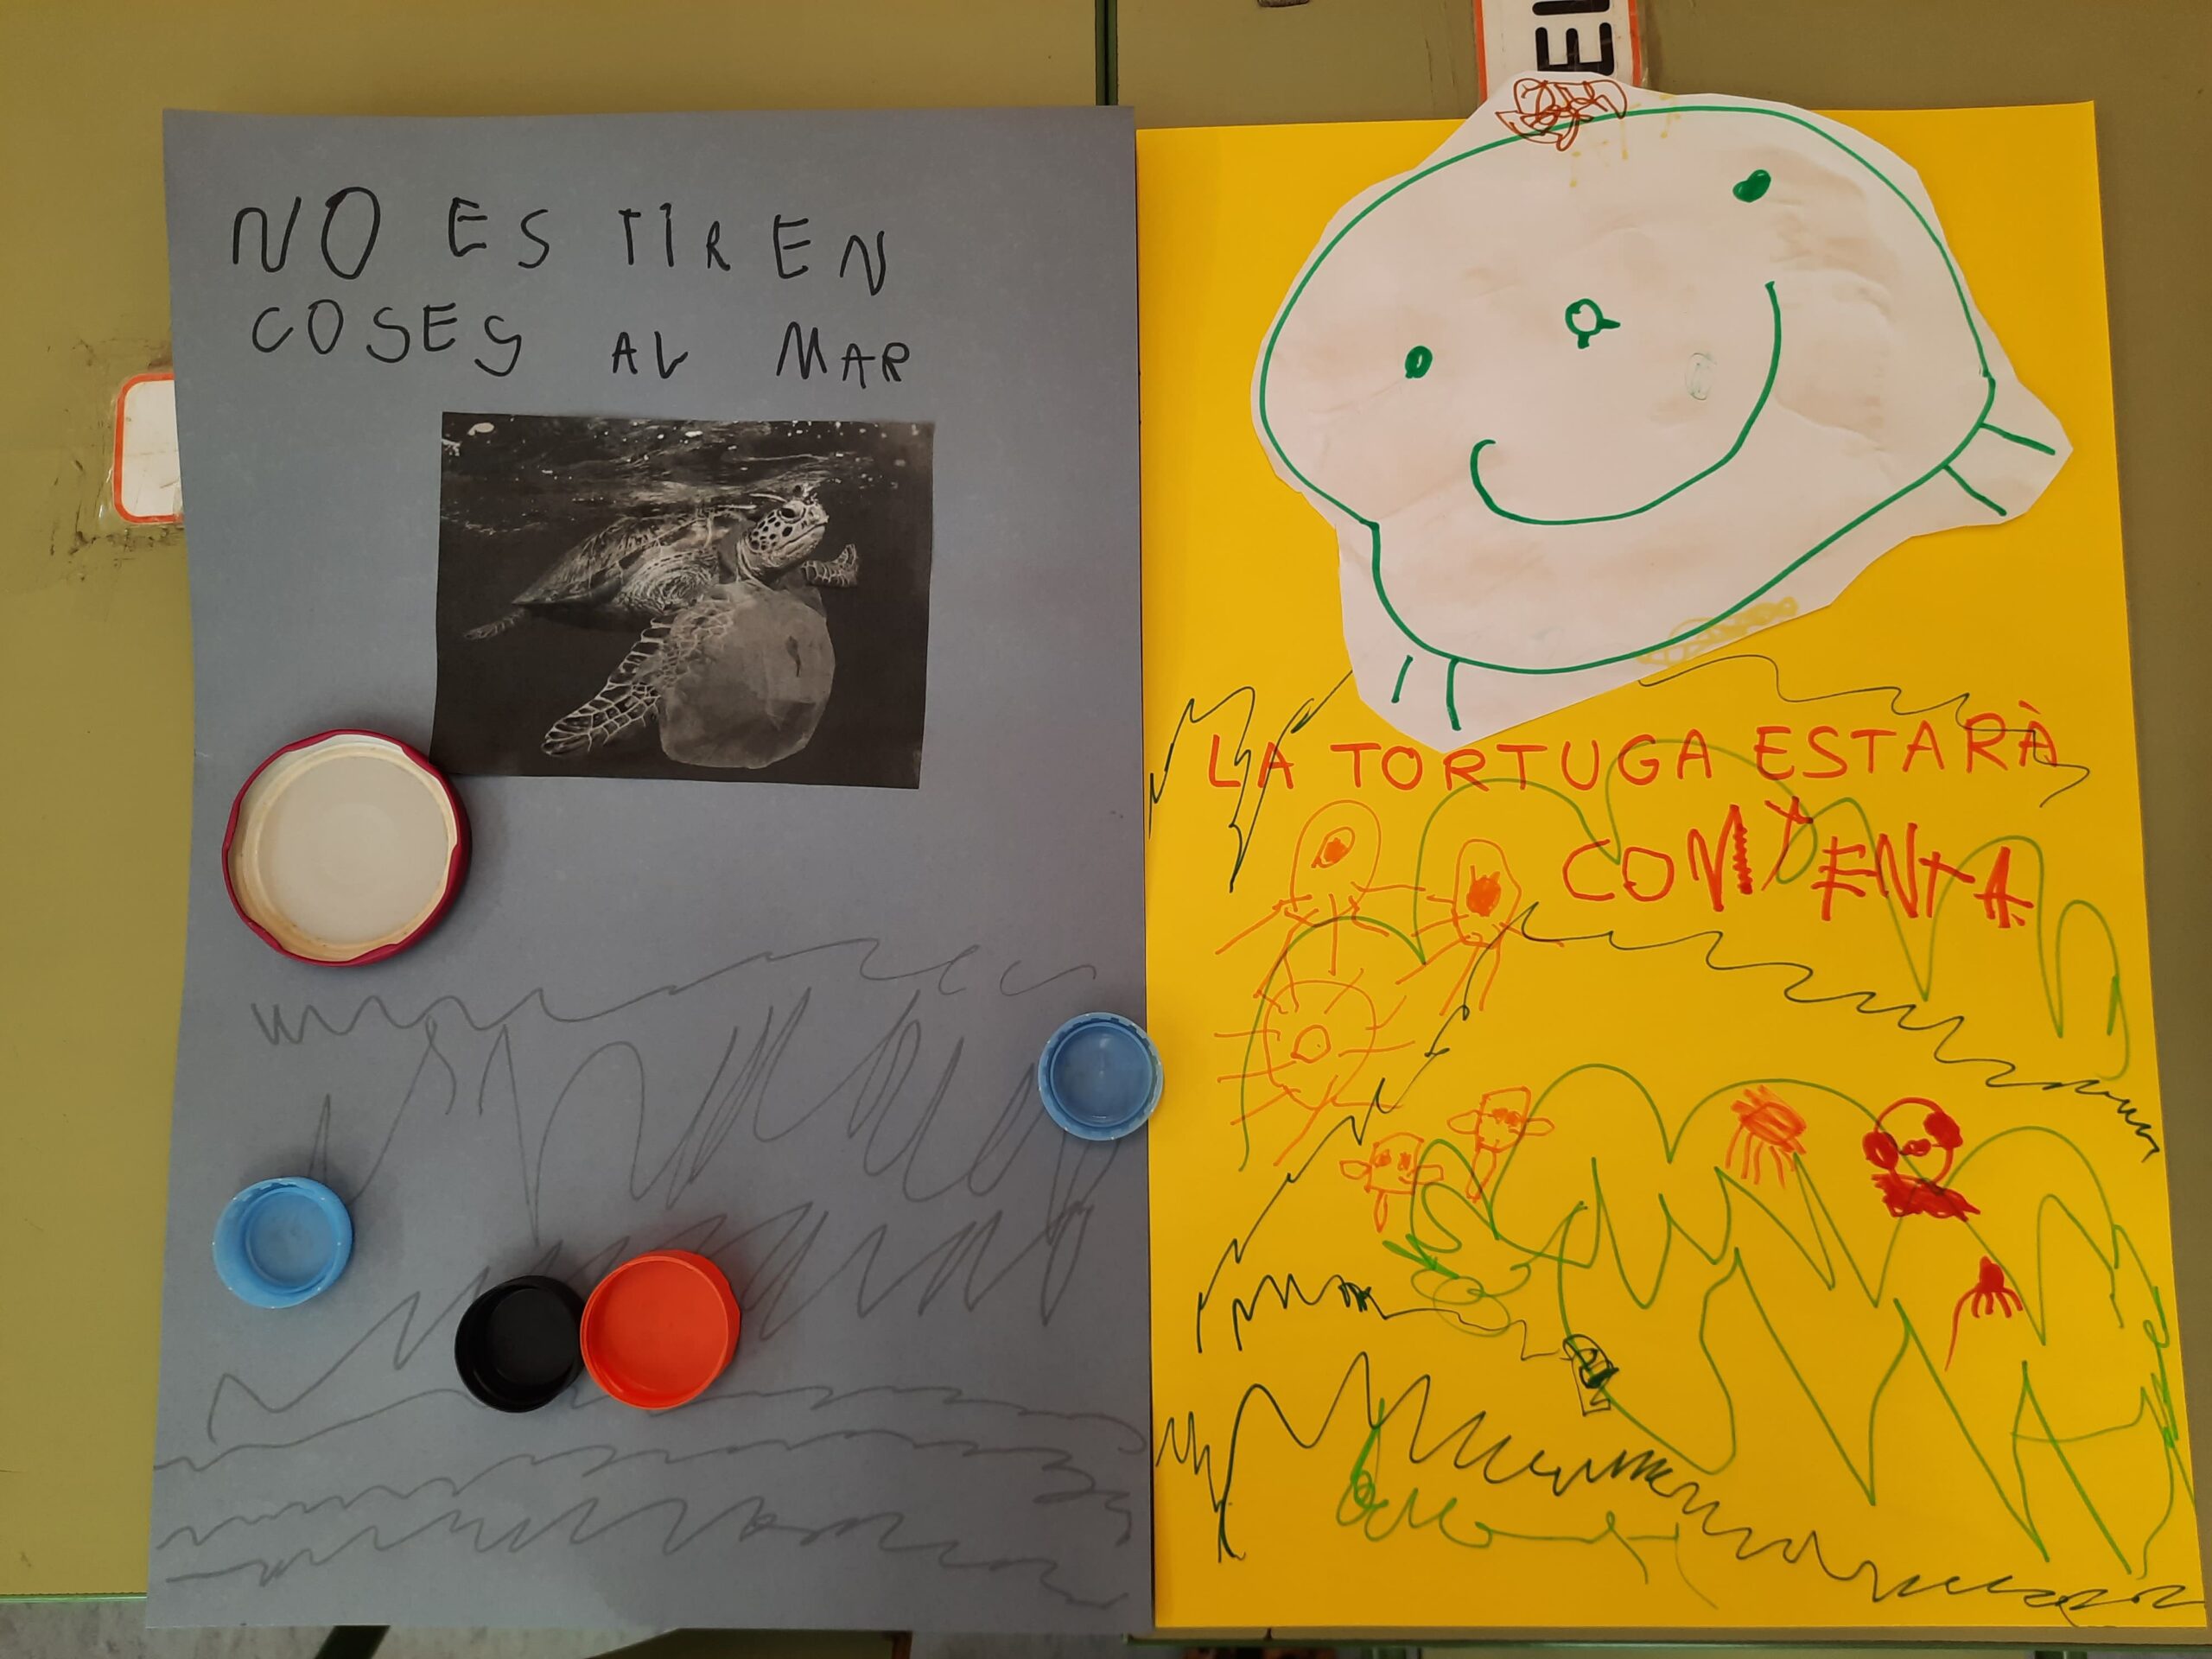 NO ES TIREN
COSES AL MAR
LA TORTUGA ESTARÀ
CONTENTA